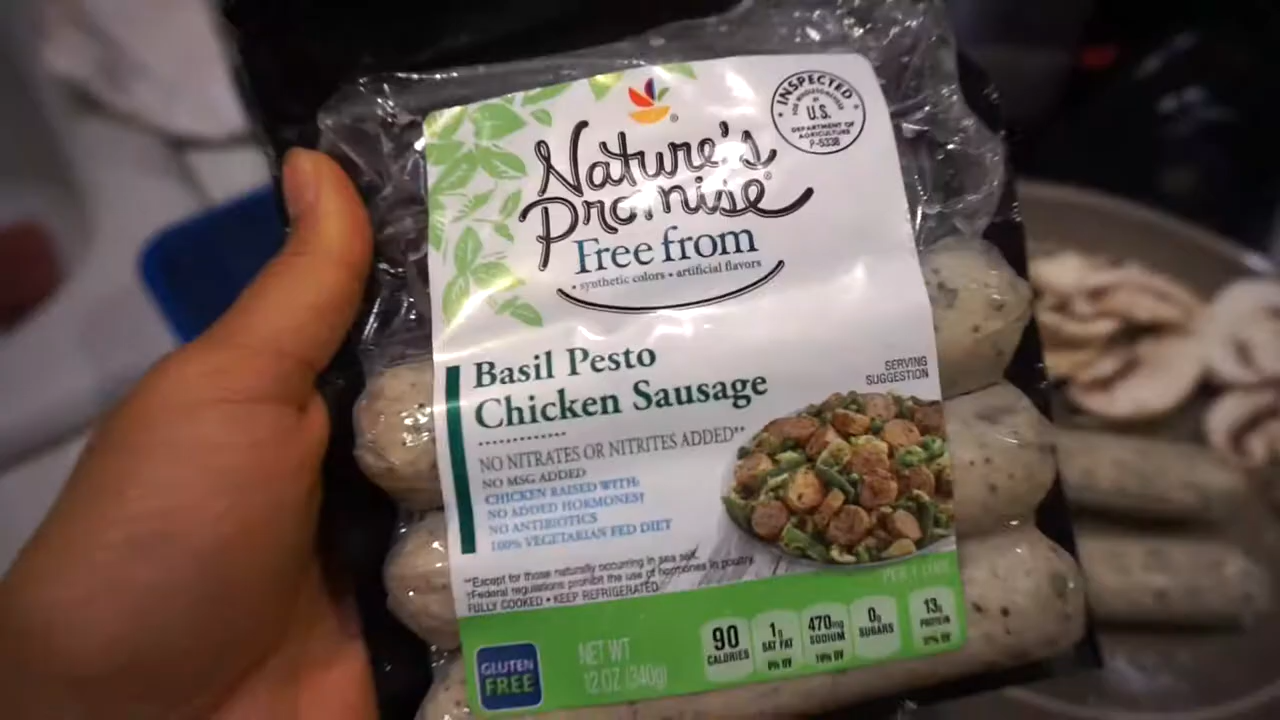 INSPECTED
FOR WHOLESOMENESS
BY
U.S.
DEPARTMENT OF
AGRICULTURE
P-5338
Nature's
Promise®
Free from
• synthetic colors • artificial flavors
Basil Pesto
Chicken Sausage
NO NITRATES OR NITRITES ADDED**
NO MSG ADDED
CHICKEN RAISED WITH:
NO ADDED HORMONES†
NO ANTIBIOTICS
100% VEGETARIAN FED DIET
SERVING
SUGGESTION
**Except for those naturally occurring in sea salt.
†Federal regulations prohibit the use of hormones in poultry.
FULLY COOKED • KEEP REFRIGERATED
PER 1 LINK
GLUTEN
FREE
NET WT
12 OZ (340g)
90
CALORIES
1g
SAT FAT
470mg
SODIUM
0g
SUGARS
13g
PROTEIN